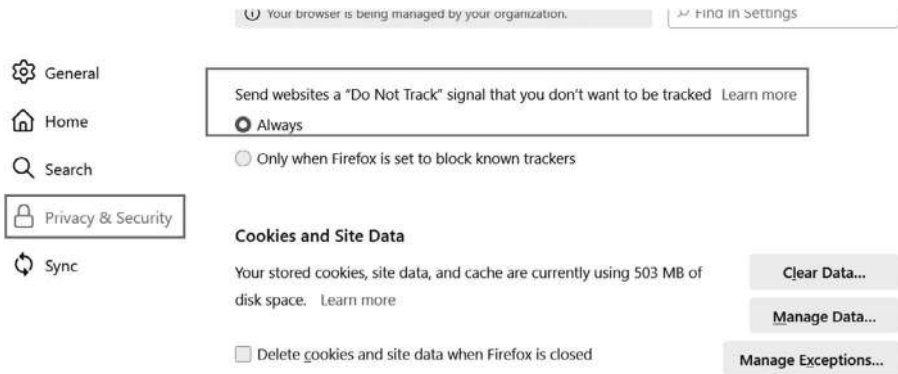 Your browser is being managed by your organization.
Find in Settings
General
Home
Search
Privacy & Security
Sync
Send websites a “Do Not Track” signal that you don’t want to be tracked Learn more
Always
Only when Firefox is set to block known trackers
Cookies and Site Data
Your stored cookies, site data, and cache are currently using 503 MB of
disk space. Learn more
Clear Data...
Manage Data...
Delete cookies and site data when Firefox is closed
Manage Exceptions...